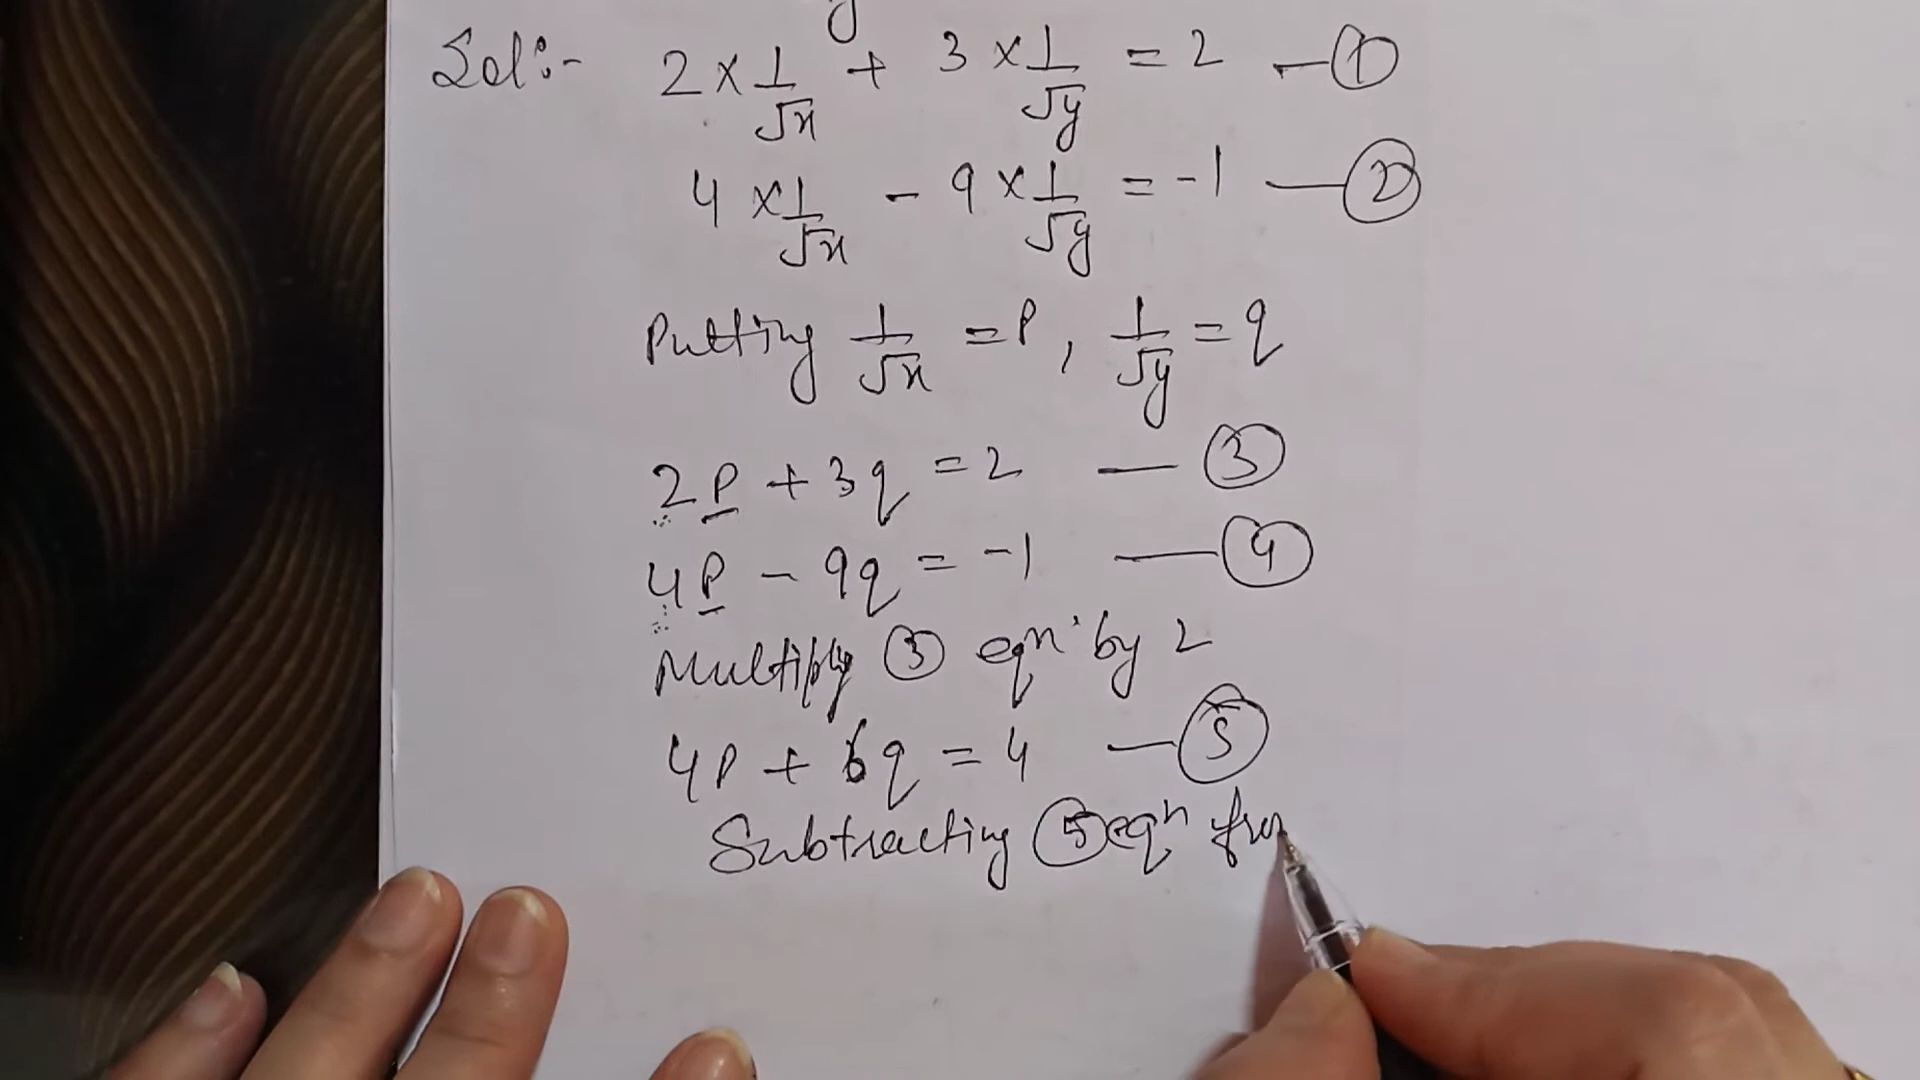 y
Sol:- 2 × 1/√x + 3 × 1/√y = 2 — ①
4 × 1/√x - 9 × 1/√y = -1 — ②
Putting 1/√x = P, 1/√y = q
2P + 3q = 2 — ③
4P - 9q = -1 — ④
Multiply ③ eqn. by 2
4P + 6q = 4 — ⑤
Subtracting ⑤ eqn fro